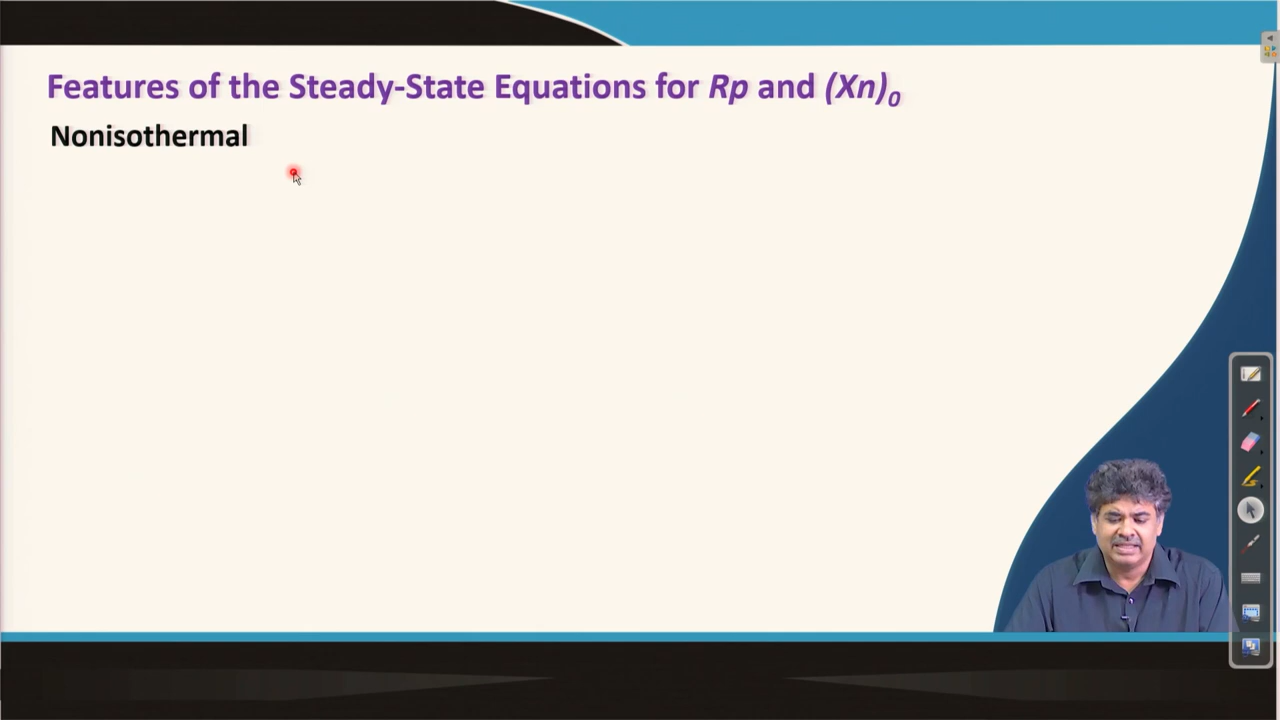 Features of the Steady-State Equations for Rp and (Xn)0
Nonisothermal